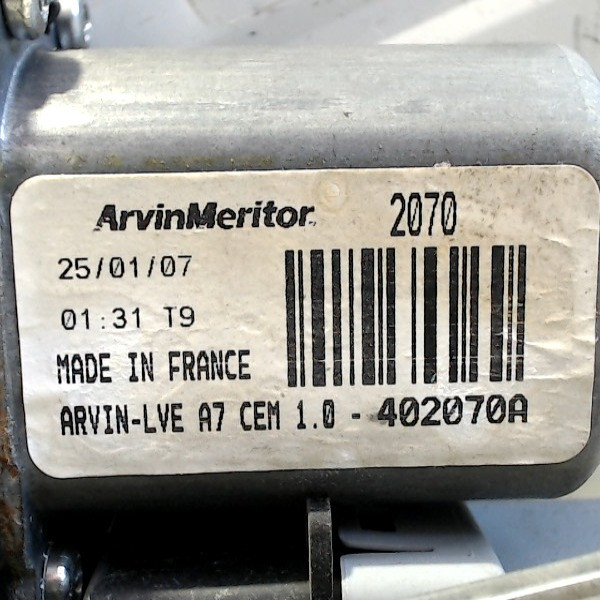 ArvinMeritor 2070
25/01/07
01:31 T9
MADE IN FRANCE
ARVIN-LVE A7 CEM 1.0 - 402070A